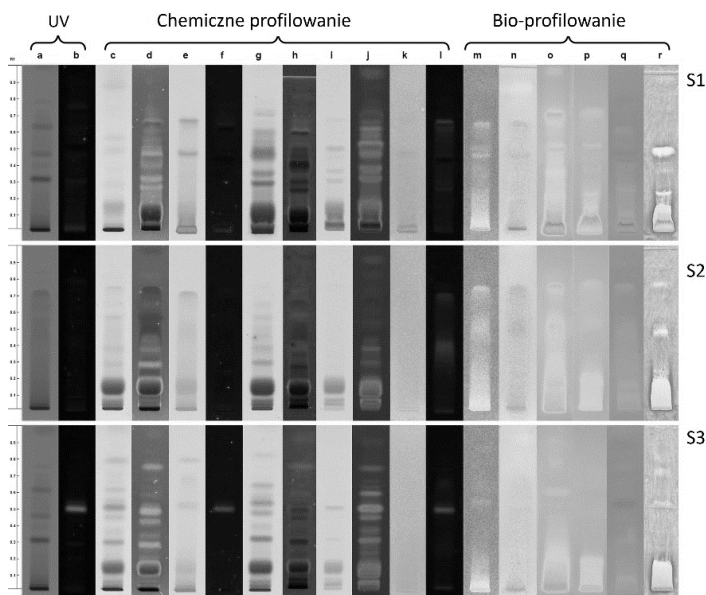 UV Chemiczne profilowanie Bio-profilowanie
a b c d e f g h i j k l m n o p q r
S1
S2
S3